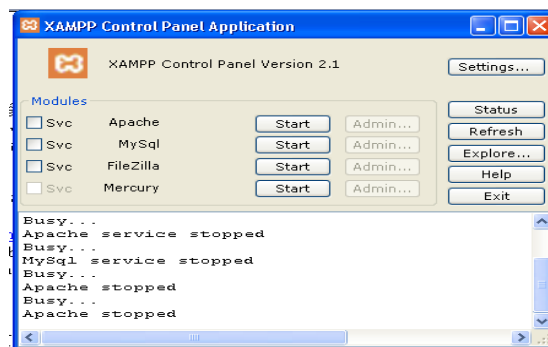 XAMPP Control Panel Application
XAMPP Control Panel Version 2.1
Settings...
Modules
Svc Apache Start Admin...
Svc MySql Start Admin...
Svc FileZilla Start Admin...
Svc Mercury Start Admin...
Status
Refresh
Explore...
Help
Exit
Busy...
Apache service stopped
Busy...
MySql service stopped
Busy...
Apache stopped
Busy...
Apache stopped